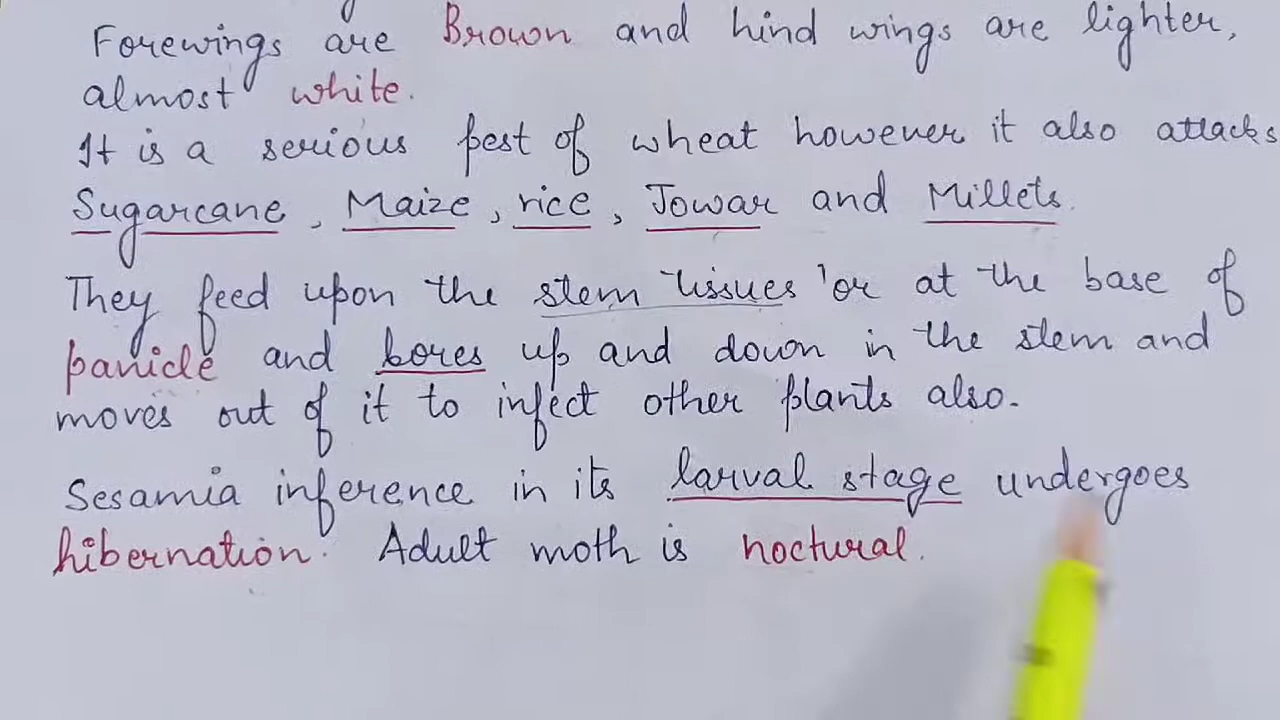 Forewings are Brown and hind wings are lighter,
almost white.
It is a serious pest of wheat however it also attacks
Sugarcane, Maize, rice, Jowar and Millets.
They feed upon the stem tissues 'or at the base of
panicle and bores up and down in the stem and
moves out of it to infect other plants also.
Sesamia inference in its larval stage undergoes
hibernation. Adult moth is noctural.